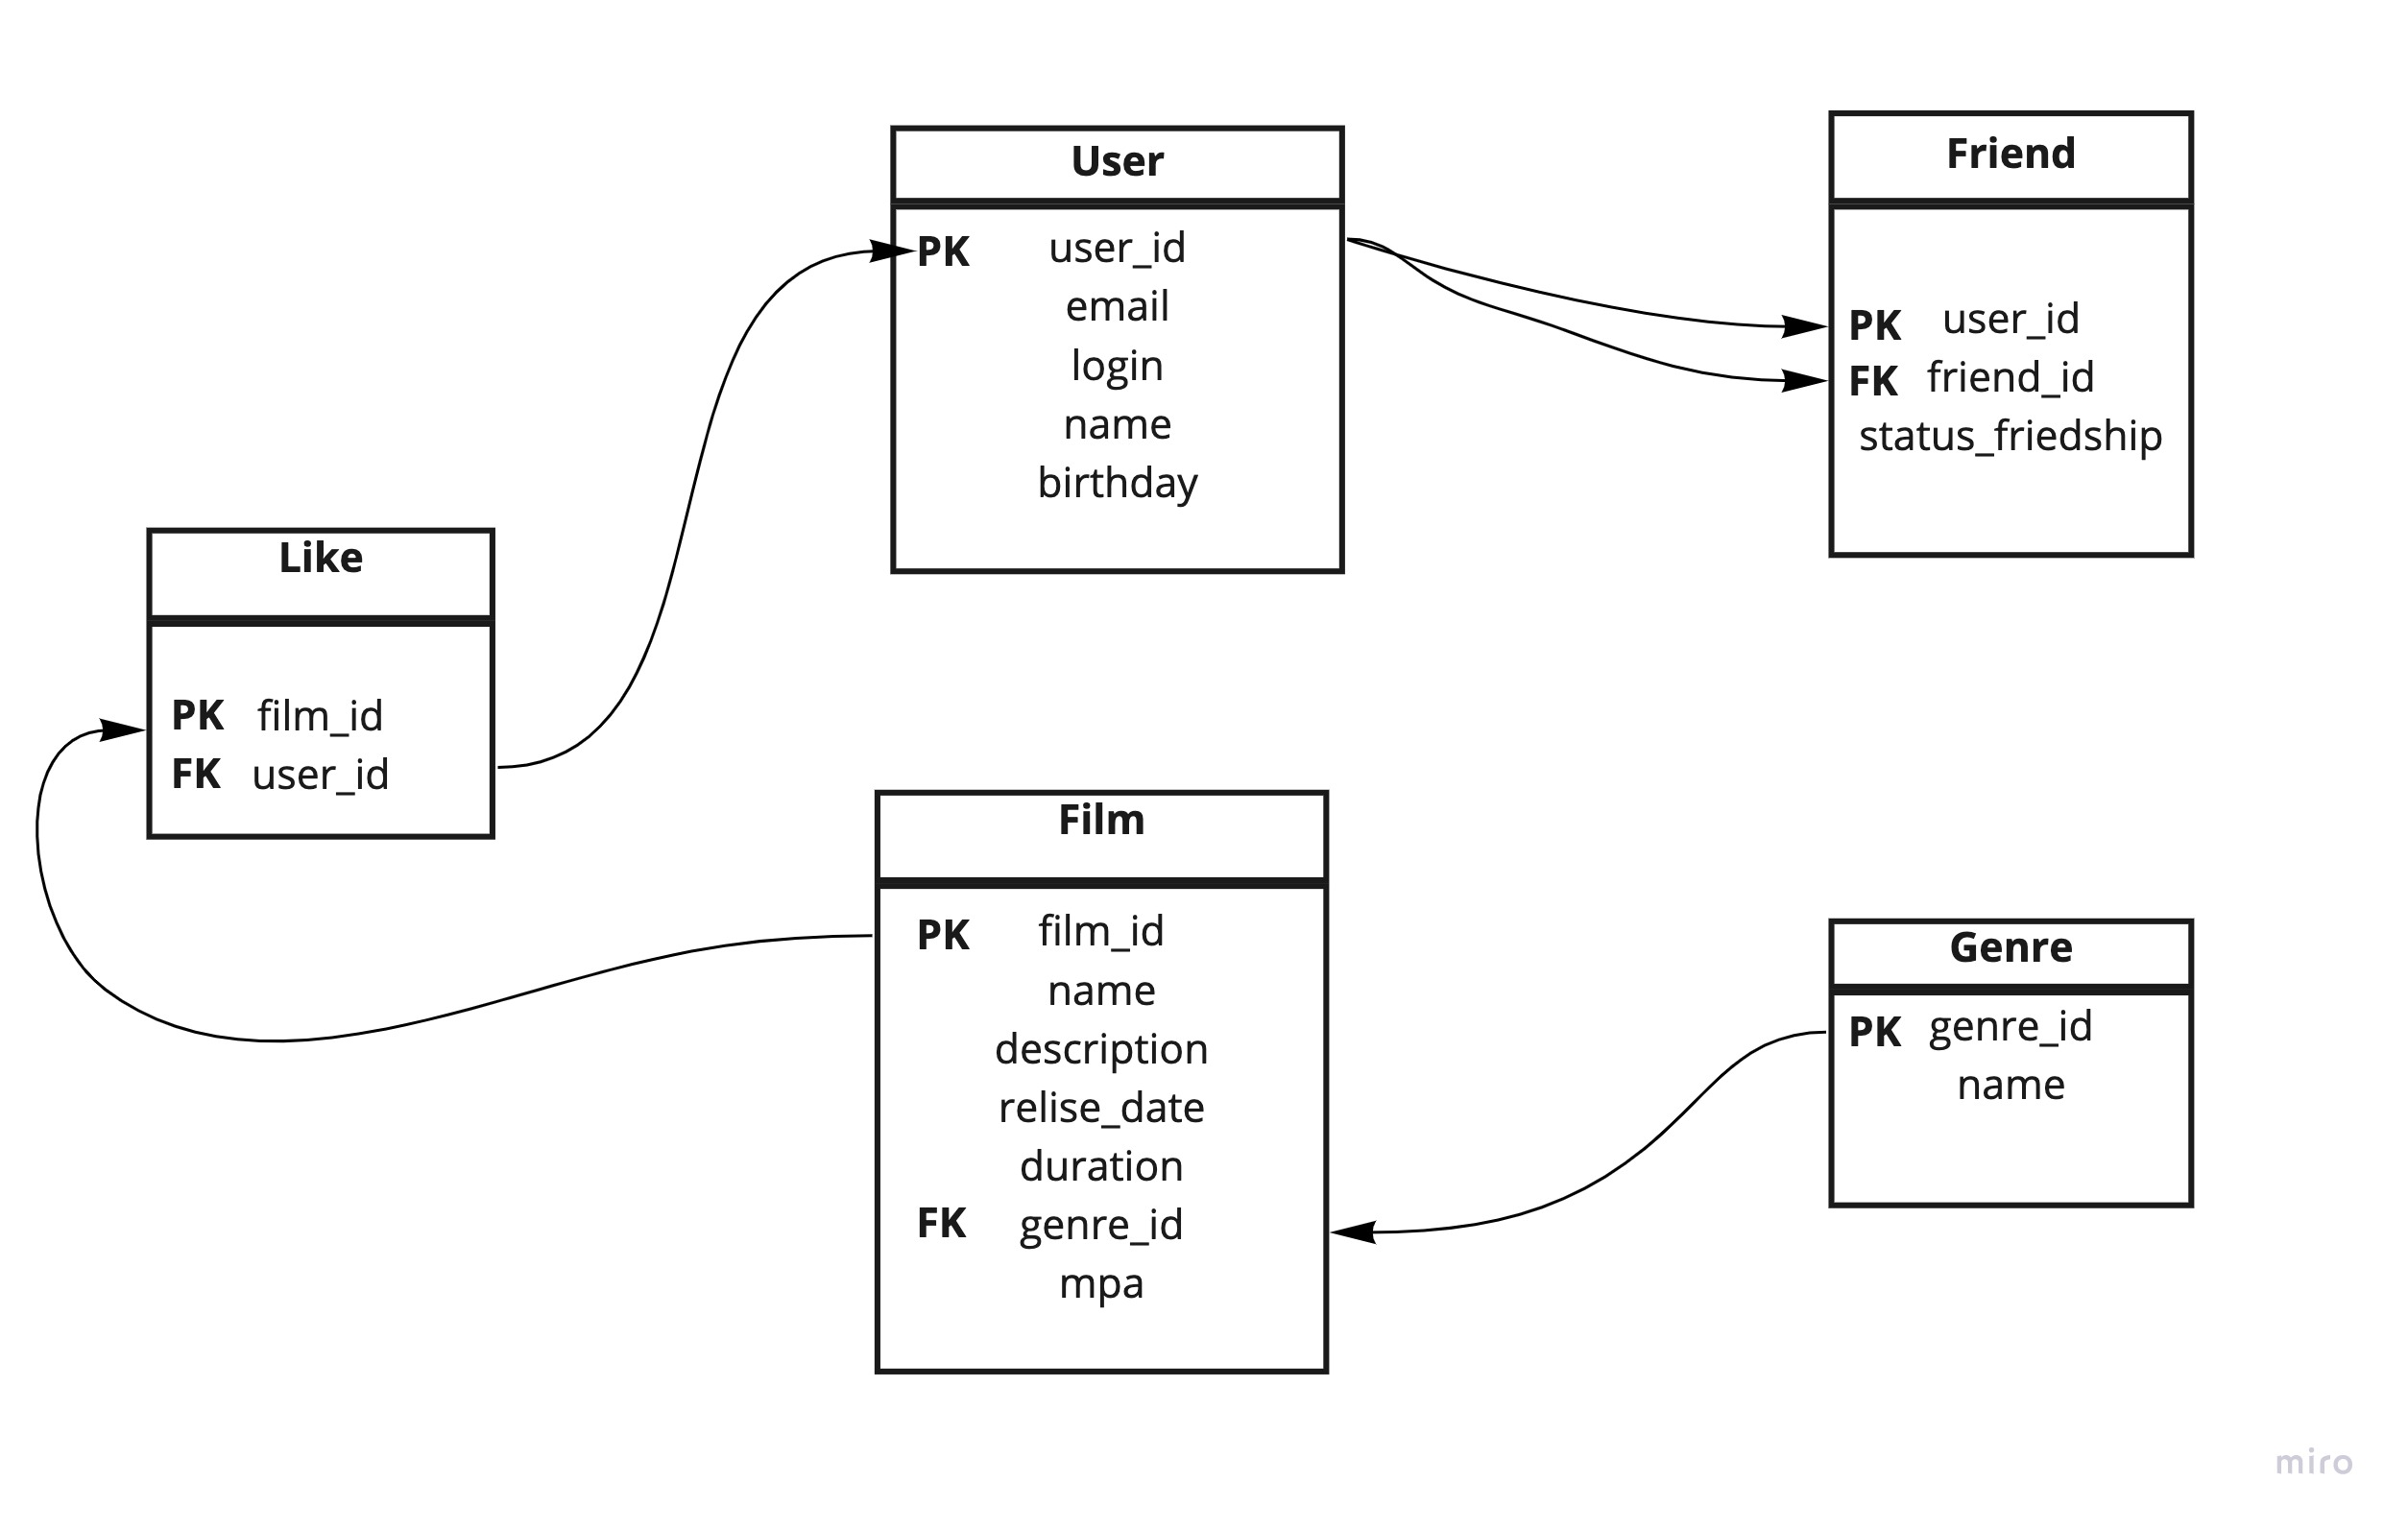 User
PK user_id
email
login
name
birthday
Friend
PK user_id
FK friend_id
status_friedship
Like
PK film_id
FK user_id
Film
PK film_id
name
description
relise_date
duration
FK genre_id
mpa
Genre
PK genre_id
name
miro